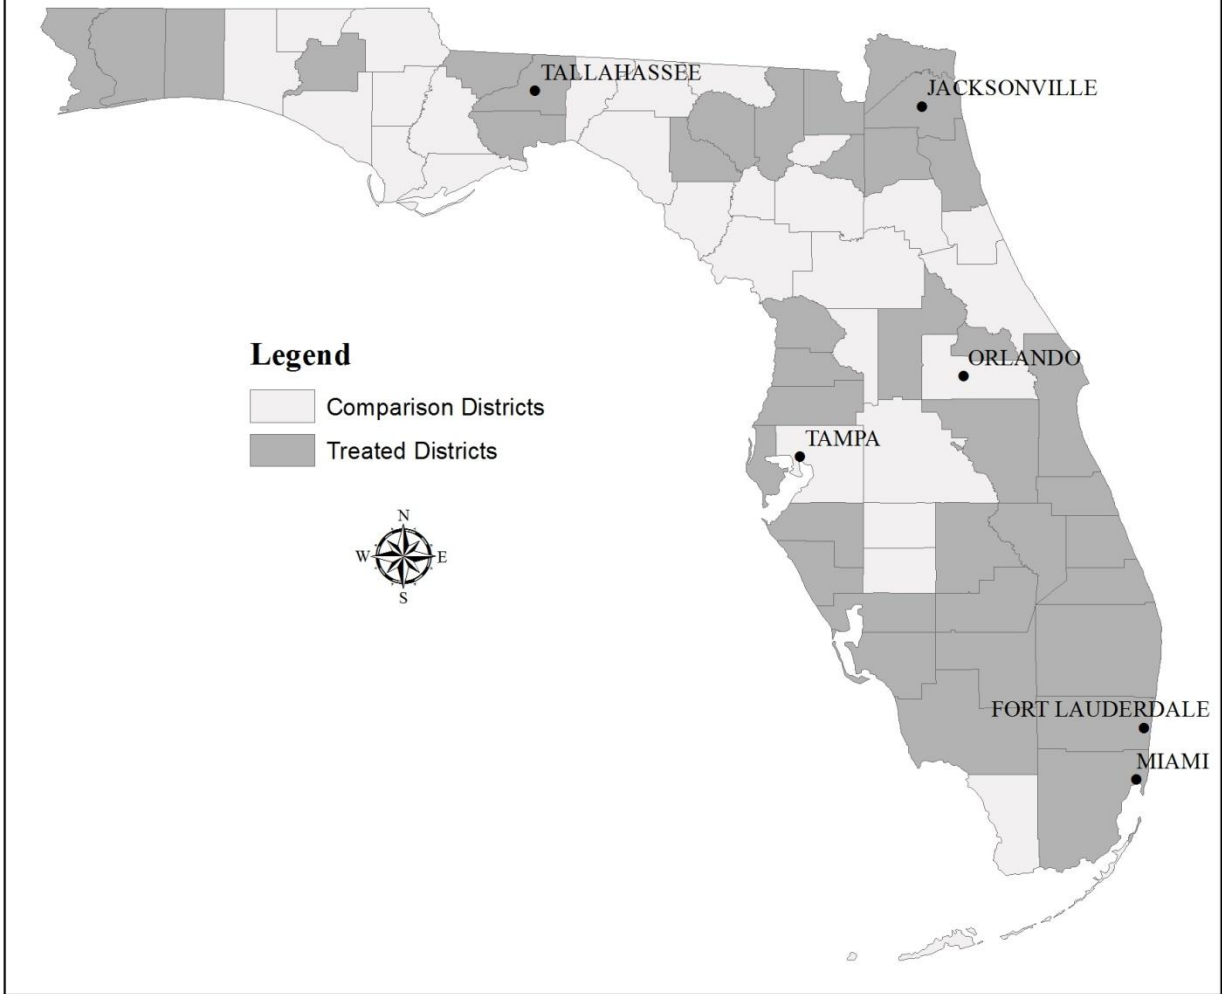 TALLAHASSEE
JACKSONVILLE
Legend
ORLANDO
Comparison Districts
Treated Districts
TAMPA
N
W
E
S
FORT LAUDERDALE
MIAMI